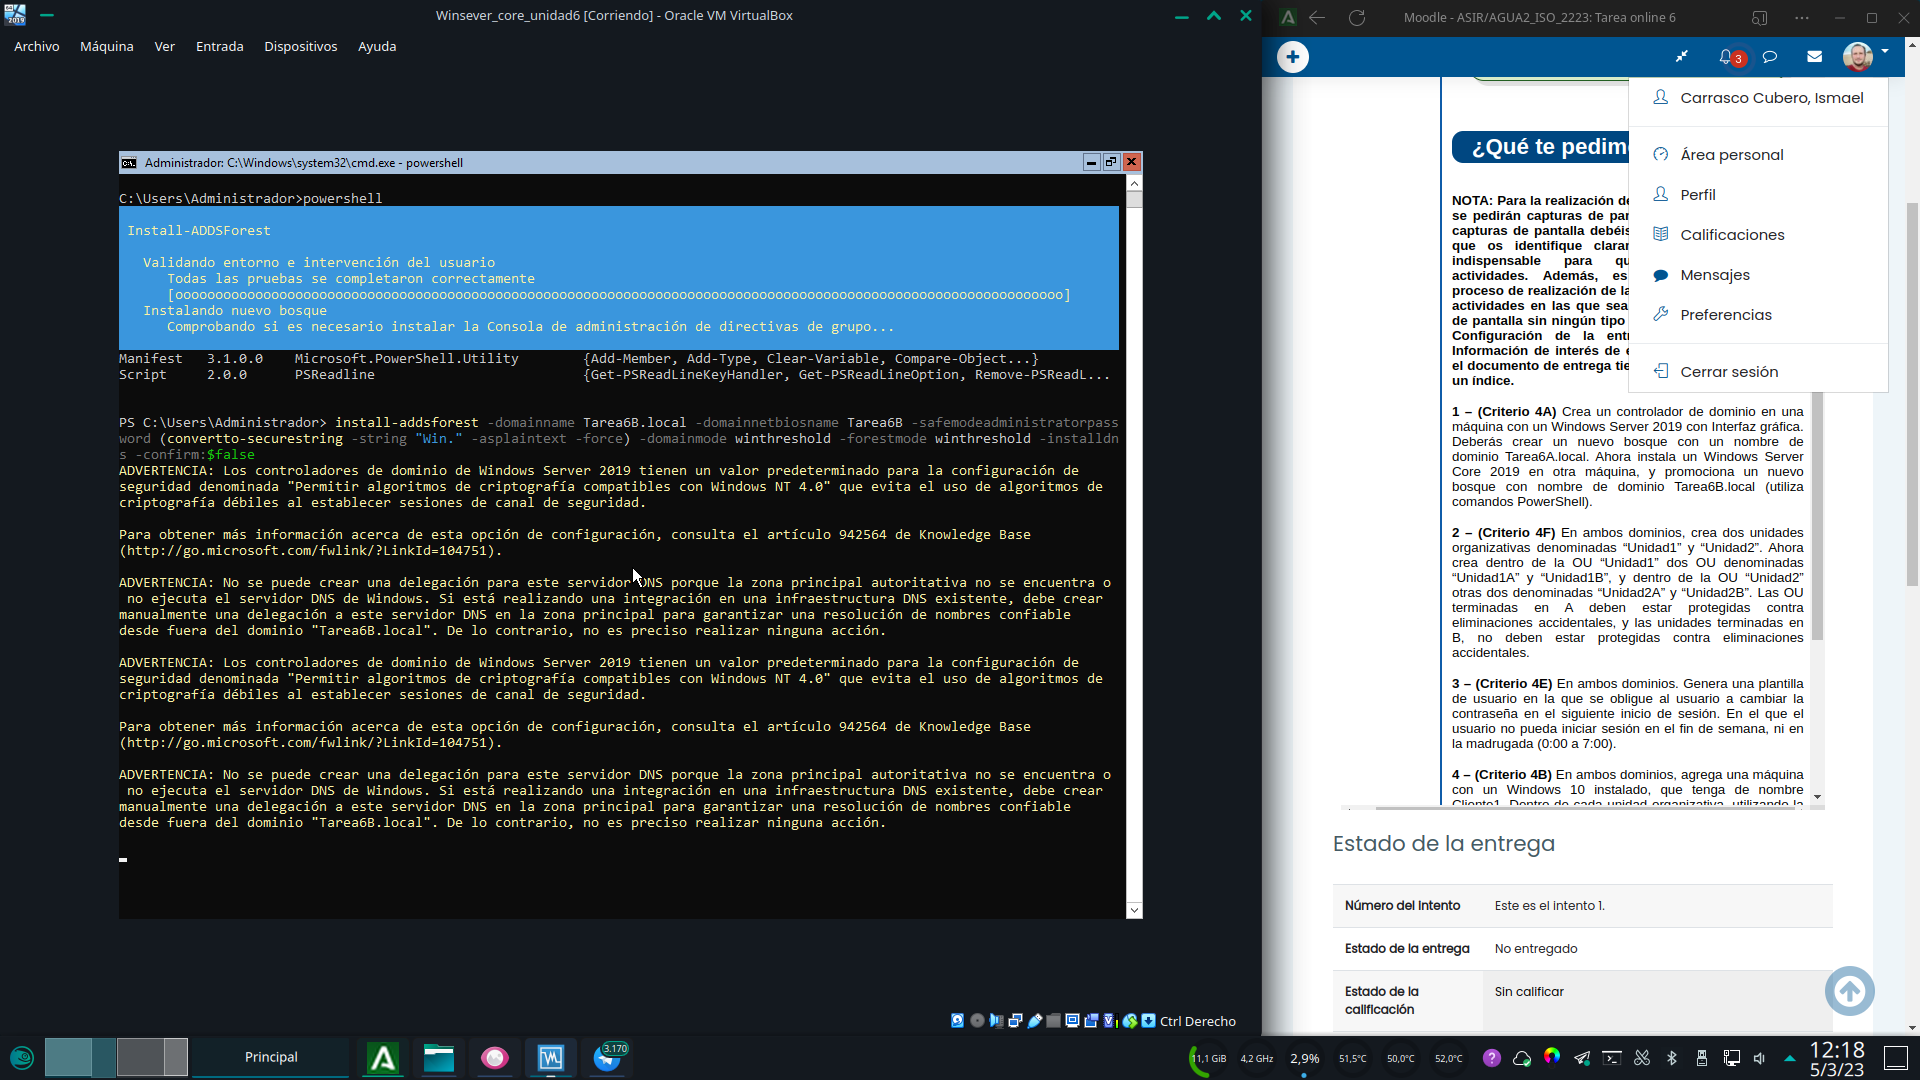 Winsever_core_unidad6 [Corriendo] - Oracle VM VirtualBox
Archivo Máquina Ver Entrada Dispositivos Ayuda
Administrador: C:\Windows\system32\cmd.exe - powershell
C:\Users\Administrador>powershell
Install-ADDSForest
Validando entorno e intervención del usuario
Todas las pruebas se completaron correctamente
Instalando nuevo bosque
Comprobando si es necesario instalar la Consola de administración de directivas de grupo...
Manifest 3.1.0.0 Microsoft.PowerShell.Utility {Add-Member, Add-Type, Clear-Variable, Compare-Object...}
Script 2.0.0 PSReadline {Get-PSReadLineKeyHandler, Get-PSReadLineOption, Remove-PSReadL...
PS C:\Users\Administrador> install-addsforest -domainname Tarea6B.local -domainnetbiosname Tarea6B -safemodeadministratorpass
word (convertto-securestring -string "Win." -asplaintext -force) -domainmode winthreshold -forestmode winthreshold -installdn
s -confirm:$false
ADVERTENCIA: Los controladores de dominio de Windows Server 2019 tienen un valor predeterminado para la configuración de
seguridad denominada "Permitir algoritmos de criptografía compatibles con Windows NT 4.0" que evita el uso de algoritmos de
criptografía débiles al establecer sesiones de canal de seguridad.
Para obtener más información acerca de esta opción de configuración, consulta el artículo 942564 de Knowledge Base
(http://go.microsoft.com/fwlink/?LinkId=104751).
ADVERTENCIA: No se puede crear una delegación para este servidor DNS porque la zona principal autoritativa no se encuentra o
no ejecuta el servidor DNS de Windows. Si está realizando una integración en una infraestructura DNS existente, debe crear
manualmente una delegación a este servidor DNS en la zona principal para garantizar una resolución de nombres confiable
desde fuera del dominio "Tarea6B.local". De lo contrario, no es preciso realizar ninguna acción.
ADVERTENCIA: Los controladores de dominio de Windows Server 2019 tienen un valor predeterminado para la configuración de
seguridad denominada "Permitir algoritmos de criptografía compatibles con Windows NT 4.0" que evita el uso de algoritmos de
criptografía débiles al establecer sesiones de canal de seguridad.
Para obtener más información acerca de esta opción de configuración, consulta el artículo 942564 de Knowledge Base
(http://go.microsoft.com/fwlink/?LinkId=104751).
ADVERTENCIA: No se puede crear una delegación para este servidor DNS porque la zona principal autoritativa no se encuentra o
no ejecuta el servidor DNS de Windows. Si está realizando una integración en una infraestructura DNS existente, debe crear
manualmente una delegación a este servidor DNS en la zona principal para garantizar una resolución de nombres confiable
desde fuera del dominio "Tarea6B.local". De lo contrario, no es preciso realizar ninguna acción.
Ctrl Derecho
Moodle - ASIR/AGUA2_ISO_2223: Tarea online 6
3
Carrasco Cubero, Ismael
Área personal
Perfil
Calificaciones
Mensajes
Preferencias
Cerrar sesión
¿Qué te pedim
NOTA: Para la realización de
se pedirán capturas de pan
capturas de pantalla debéis
que os identifique claram
indispensable para qu
actividades. Además, es
proceso de realización de la
actividades en las que sea
de pantalla sin ningún tipo
Configuración de la entr
Información de interés de e
el documento de entrega tie
un índice.
1 – (Criterio 4A) Crea un controlador de dominio en una
máquina con un Windows Server 2019 con Interfaz gráfica.
Deberás crear un nuevo bosque con un nombre de
dominio Tarea6A.local. Ahora instala un Windows Server
Core 2019 en otra máquina, y promociona un nuevo
bosque con nombre de dominio Tarea6B.local (utiliza
comandos PowerShell).
2 – (Criterio 4F) En ambos dominios, crea dos unidades
organizativas denominadas “Unidad1” y “Unidad2”. Ahora
crea dentro de la OU “Unidad1” dos OU denominadas
“Unidad1A” y “Unidad1B”, y dentro de la OU “Unidad2”
otras dos denominadas “Unidad2A” y “Unidad2B”. Las OU
terminadas en A deben estar protegidas contra
eliminaciones accidentales, y las unidades terminadas en
B, no deben estar protegidas contra eliminaciones
accidentales.
3 – (Criterio 4E) En ambos dominios. Genera una plantilla
de usuario en la que se obligue al usuario a cambiar la
contraseña en el siguiente inicio de sesión. En el que el
usuario no pueda iniciar sesión en el fin de semana, ni en
la madrugada (0:00 a 7:00).
4 – (Criterio 4B) En ambos dominios, agrega una máquina
con un Windows 10 instalado, que tenga de nombre
Cliente1. Dentro de cada unidad organizativa, utilizando la
Estado de la entrega
Número del intento Este es el intento 1.
Estado de la entrega No entregado
Estado de la calificación Sin calificar
Principal
3.170
11,1 GiB 4,2 GHz 2,9% 51,5°C 50,0°C 52,0°C
12:18
5/3/23